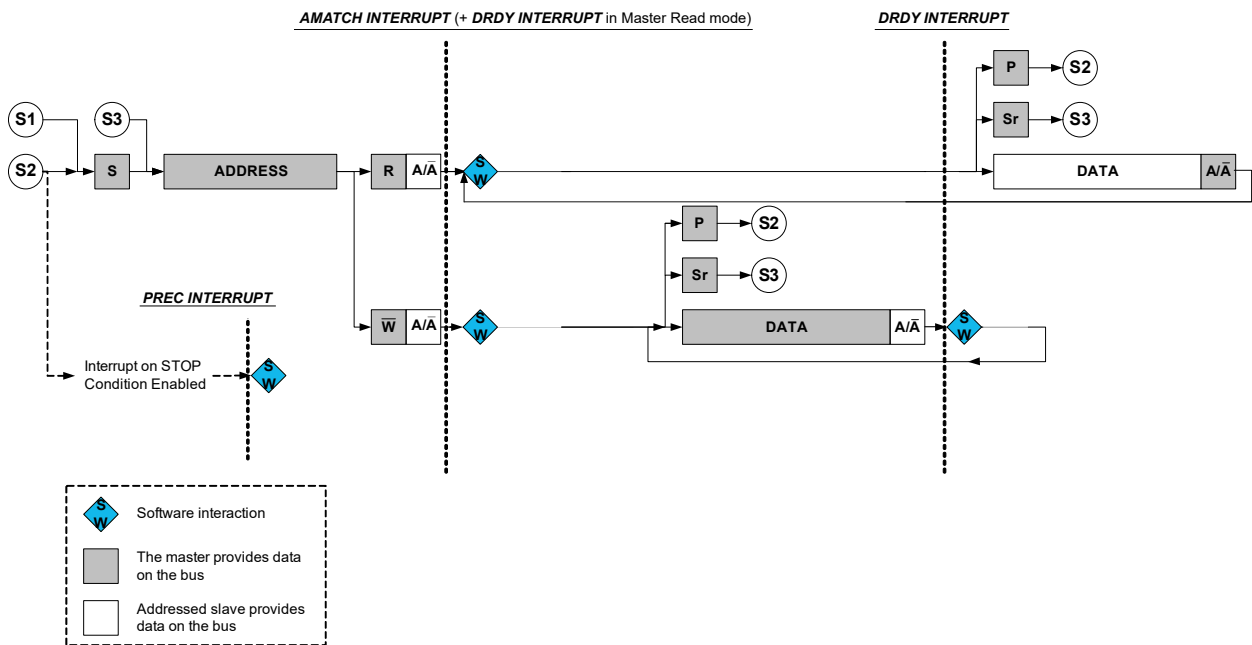 AMATCH INTERRUPT (+ DRDY INTERRUPT in Master Read mode)
DRDY INTERRUPT
P
S2
S1
S3
Sr
S3
S2
S
ADDRESS
R
A/A̅
S
W
DATA
A/A̅
P
S2
Sr
S3
PREC INTERRUPT
W̅
A/A̅
S
W
DATA
A/A̅
S
W
Interrupt on STOP
Condition Enabled
S
W
S
W
Software interaction
The master provides data
on the bus
Addressed slave provides
data on the bus